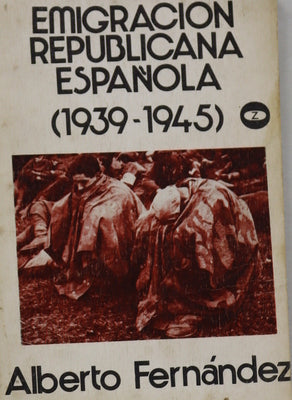 EMIGRACION
REPUBLICANA
ESPAÑOLA
(1939-1945)
Z
Alberto Fernández